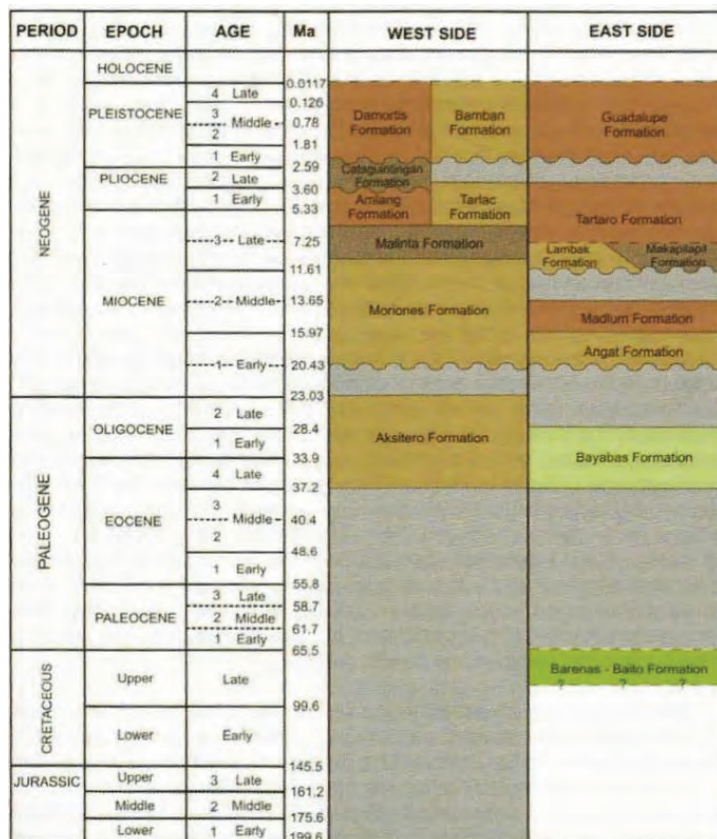 PERIOD EPOCH AGE Ma WEST SIDE EAST SIDE
HOLOCENE
0.0117
4 Late
0.126
PLEISTOCENE
3
Middle
0.78
2
1.81
1 Early
2.59
PLIOCENE
2 Late
3.60
1 Early
5.33
NEOGENE
3 Late
7.25
11.61
MIOCENE
2 Middle
13.65
15.97
1 Early
20.43
23.03
OLIGOCENE
2 Late
28.4
1 Early
33.9
PALEOGENE
4 Late
37.2
EOCENE
3
Middle
40.4
2
48.6
1 Early
55.8
3 Late
58.7
PALEOCENE
2 Middle
61.7
1 Early
65.5
CRETACEOUS
Upper Late
99.6
Lower Early
145.5
JURASSIC
Upper 3 Late
161.2
Middle 2 Middle
175.6
Lower 1 Early
199.6
Damortis
Formation
Bamban
Formation
Cataguintingan
Formation
Amlang
Formation
Tarlac
Formation
Malinta Formation
Moriones Formation
Aksitero Formation
Guadalupe
Formation
Tartaro Formation
Lambak
Formation
Makapilapil
Formation
Madlum Formation
Angat Formation
Bayabas Formation
Barenas - Baito Formation
? ? ?